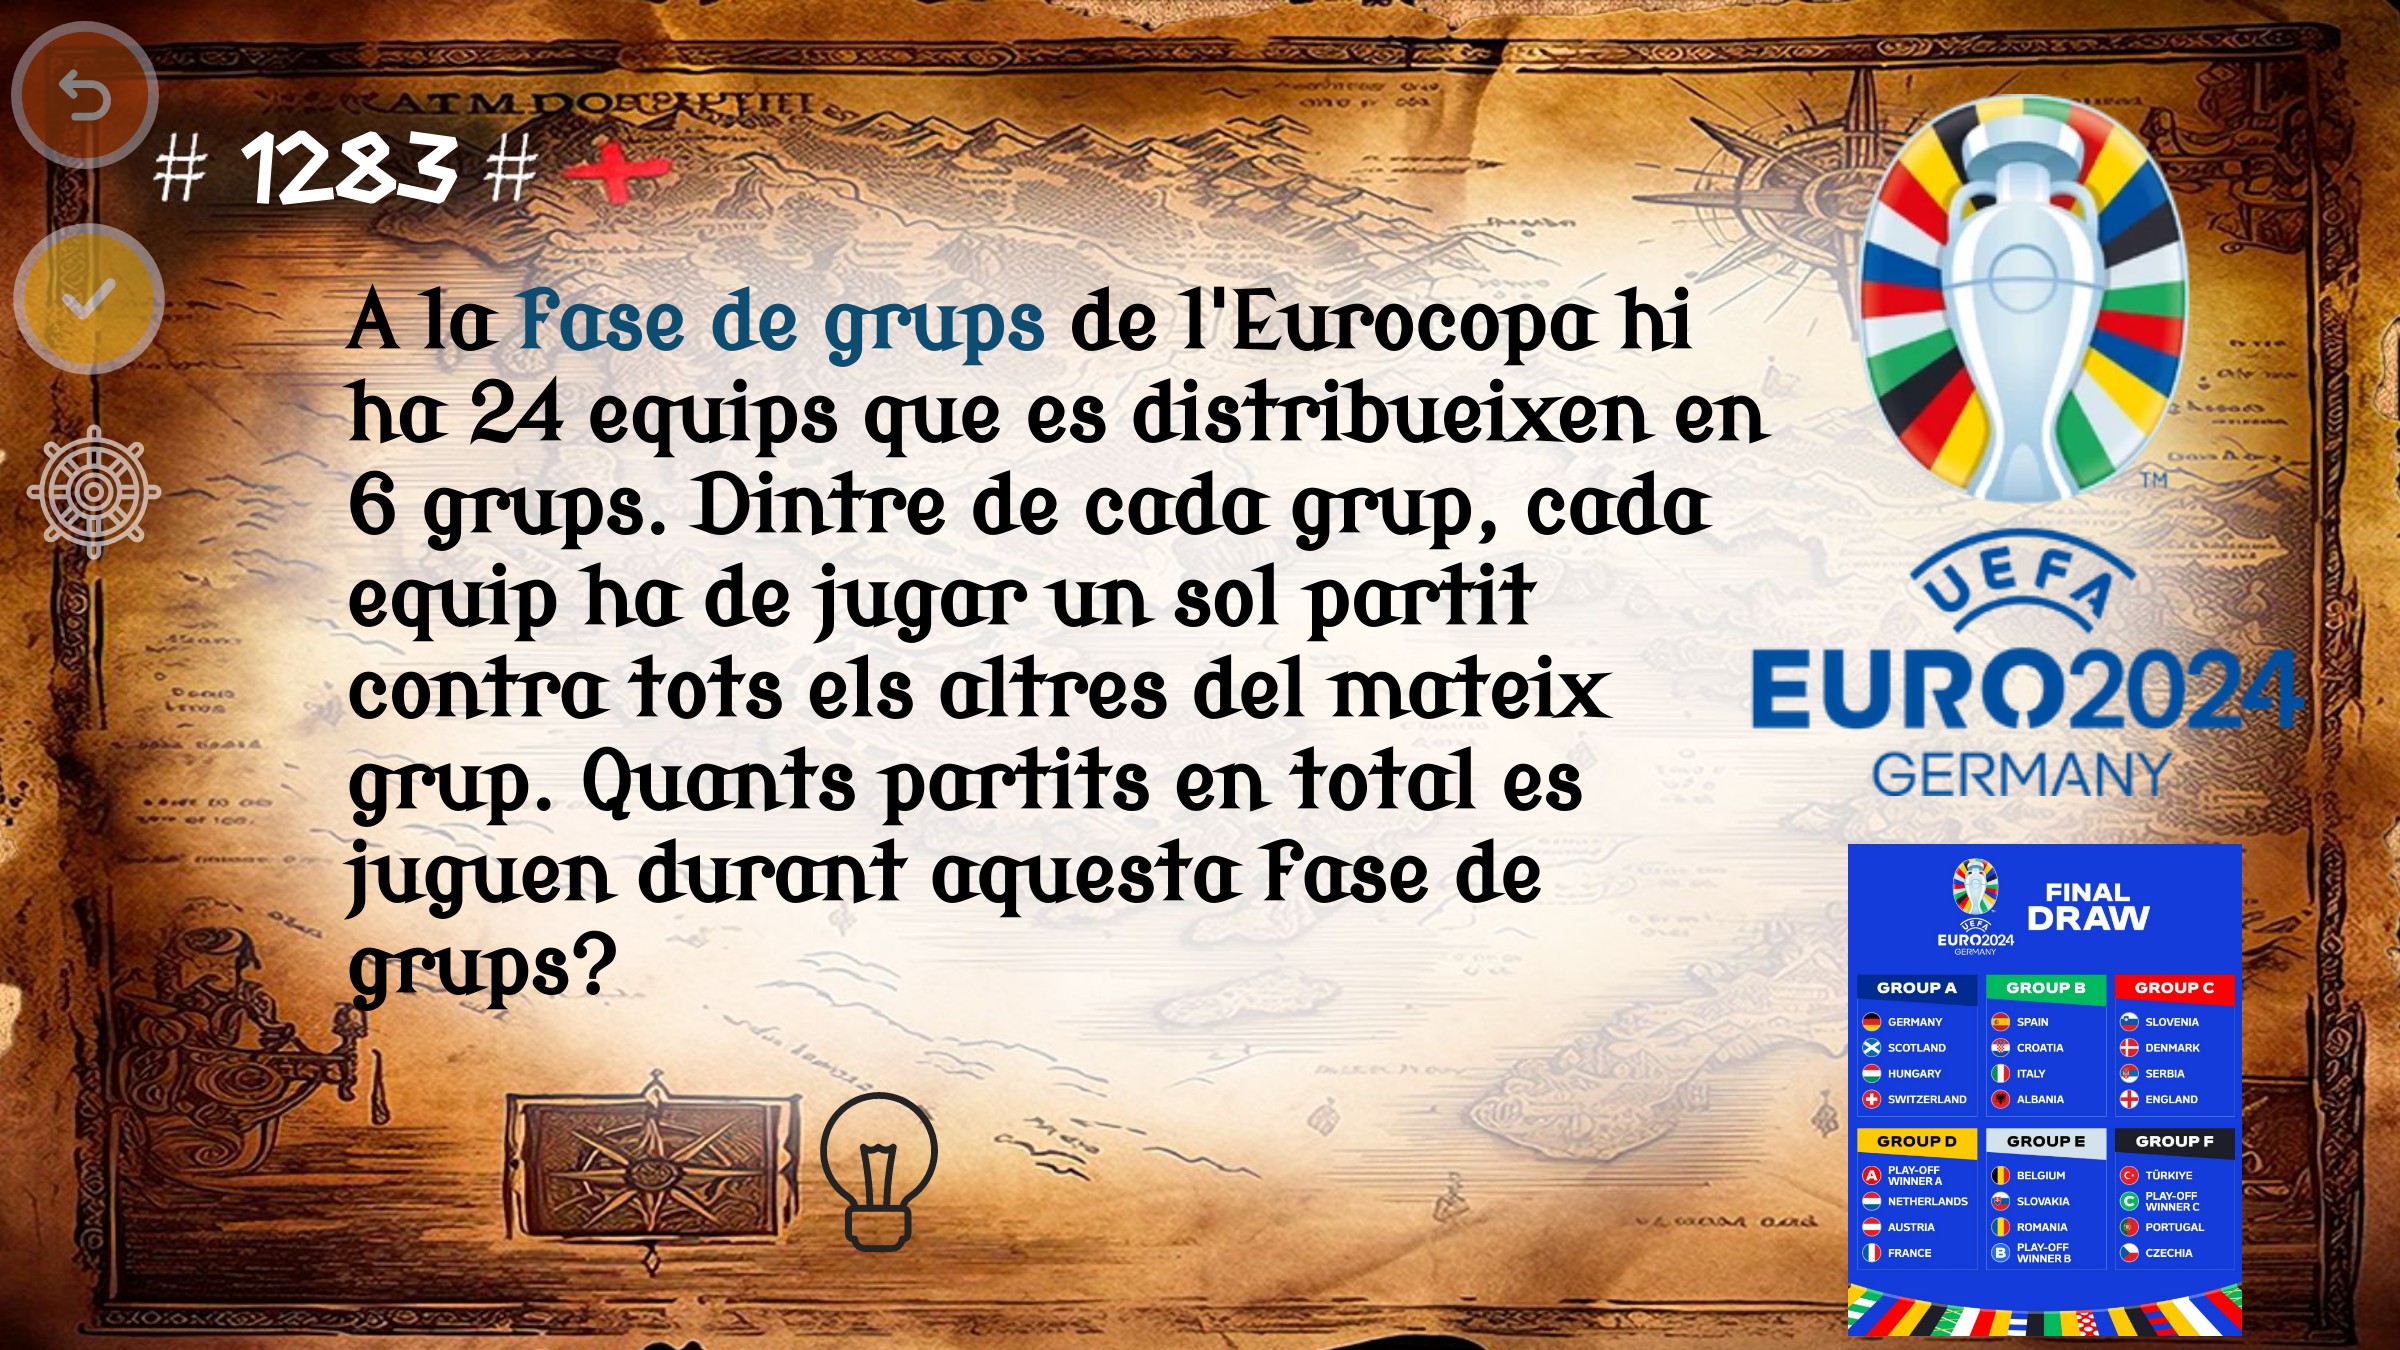 # 1283 #
A la fase de grups de l'Eurocopa hi
ha 24 equips que es distribueixen en
6 grups. Dintre de cada grup, cada
equip ha de jugar un sol partit
contra tots els altres del mateix
grup. Quants partits en total es
juguen durant aquesta fase de
grups?
TM
UEFA
EURO2024
GERMANY
UEFA
EURO2024
GERMANY
FINAL
DRAW
GROUP A
GERMANY
SCOTLAND
HUNGARY
SWITZERLAND
GROUP B
SPAIN
CROATIA
ITALY
ALBANIA
GROUP C
SLOVENIA
DENMARK
SERBIA
ENGLAND
GROUP D
A PLAY-OFF
WINNER A
NETHERLANDS
AUSTRIA
FRANCE
GROUP E
BELGIUM
SLOVAKIA
ROMANIA
B PLAY-OFF
WINNER B
GROUP F
TÜRKIYE
C PLAY-OFF
WINNER C
PORTUGAL
CZECHIA